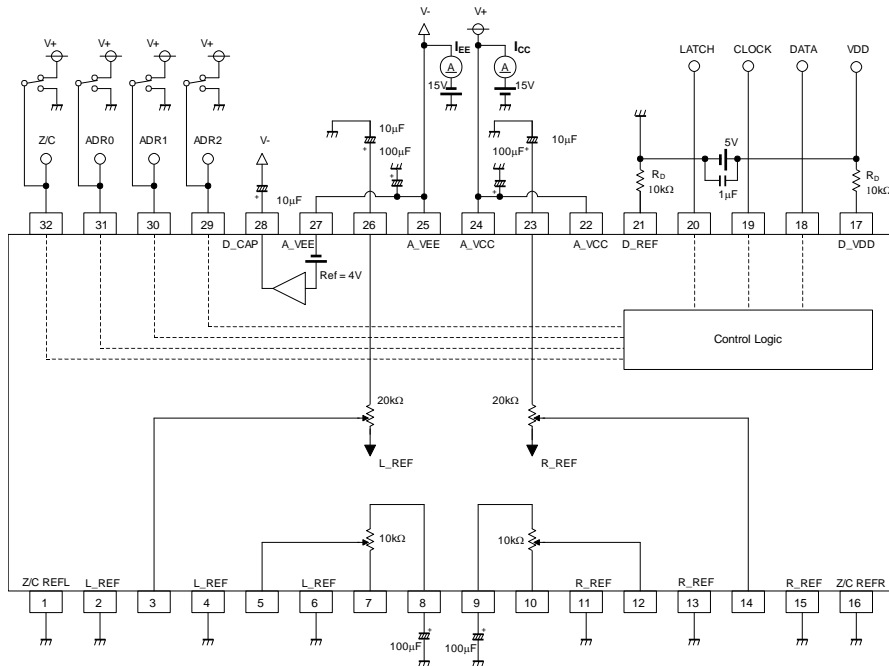 V- V+
V+ V+ V+ V+ IEE ICC LATCH CLOCK DATA VDD
A A
15V 15V
10μF 10μF
Z/C ADR0 ADR1 ADR2 V- 100μF 100μF 5V
RD 10kΩ 1μF RD 10kΩ
10μF
32 31 30 29 28 27 26 25 24 23 22 21 20 19 18 17
D_CAP A_VEE A_VEE A_VCC A_VCC D_REF D_VDD
Ref = 4V
Control Logic
20kΩ 20kΩ
L_REF R_REF
10kΩ 10kΩ
Z/C REFL L_REF L_REF L_REF R_REF R_REF R_REF Z/C REFR
1 2 3 4 5 6 7 8 9 10 11 12 13 14 15 16
100μF 100μF